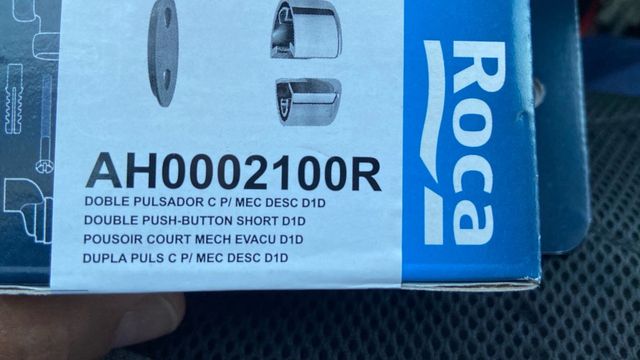 AH0002100R
DOBLE PULSADOR C P/ MEC DESC D1D
DOUBLE PUSH-BUTTON SHORT D1D
POUSOIR COURT MECH EVACU D1D
DUPLA PULS C P/ MEC DESC D1D
Roca